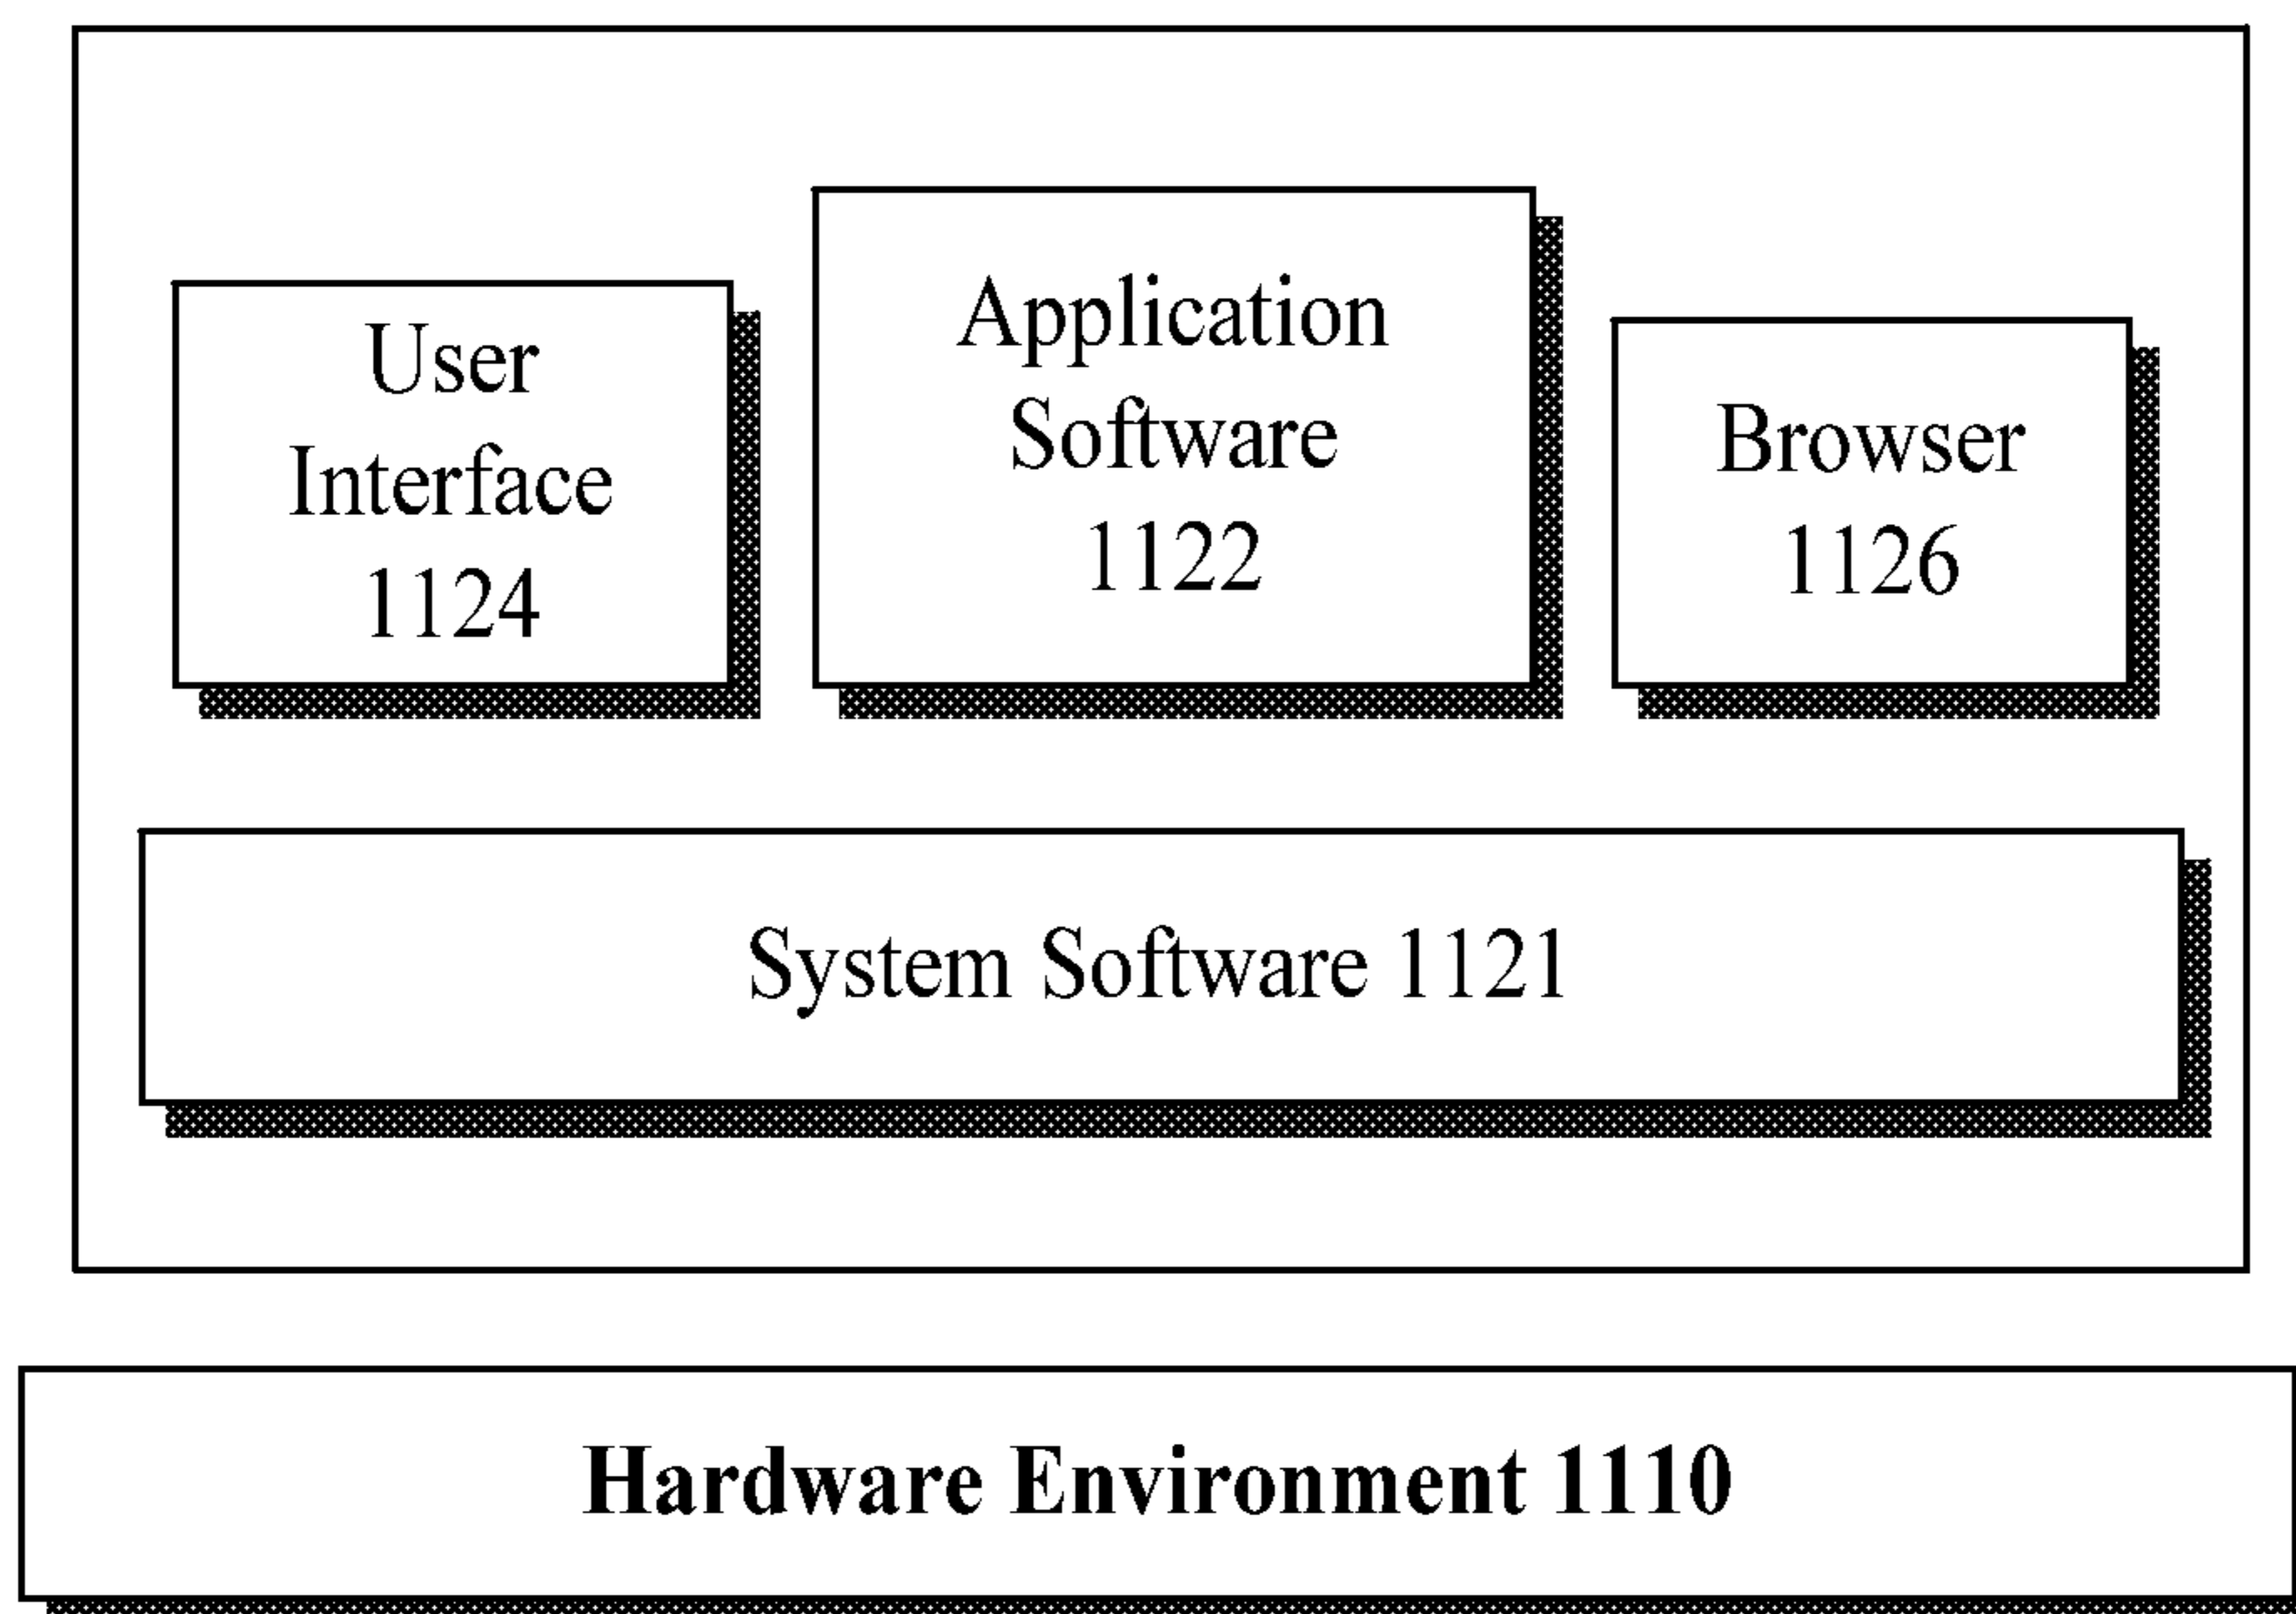 User
Interface
1124
Application
Software
1122
Browser
1126
System Software 1121
Hardware Environment 1110